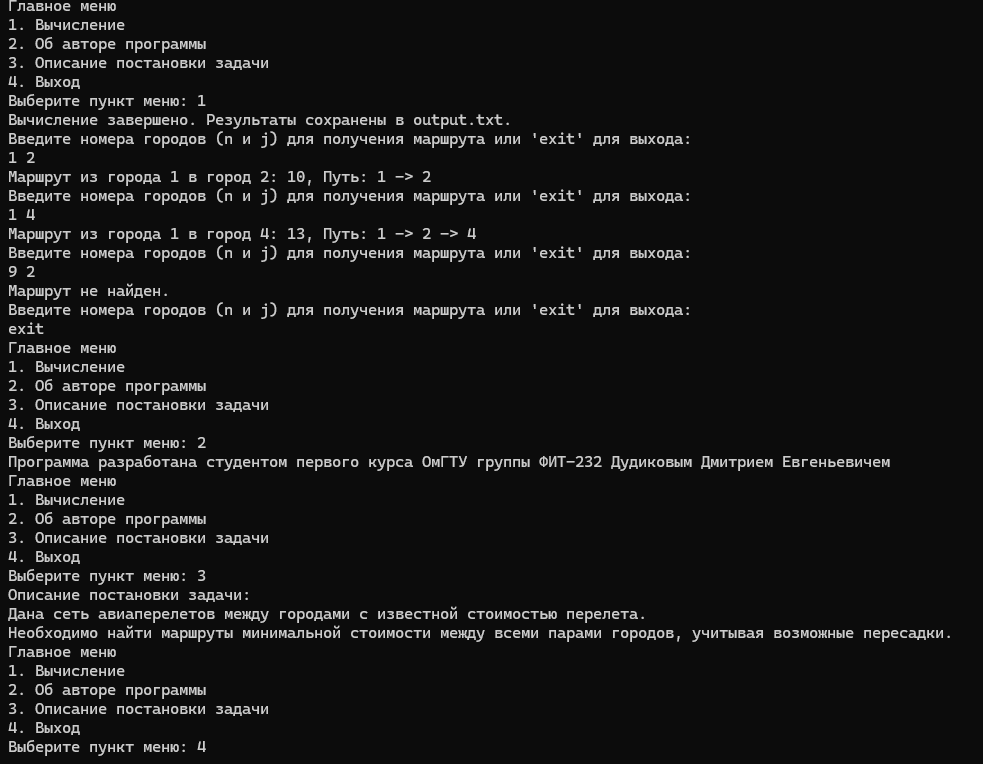 Главное меню
1. Вычисление
2. Об авторе программы
3. Описание постановки задачи
4. Выход
Выберите пункт меню: 1
Вычисление завершено. Результаты сохранены в output.txt.
Введите номера городов (n и j) для получения маршрута или 'exit' для выхода:
1 2
Маршрут из города 1 в город 2: 10, Путь: 1 -> 2
Введите номера городов (n и j) для получения маршрута или 'exit' для выхода:
1 4
Маршрут из города 1 в город 4: 13, Путь: 1 -> 2 -> 4
Введите номера городов (n и j) для получения маршрута или 'exit' для выхода:
9 2
Маршрут не найден.
Введите номера городов (n и j) для получения маршрута или 'exit' для выхода:
exit
Главное меню
1. Вычисление
2. Об авторе программы
3. Описание постановки задачи
4. Выход
Выберите пункт меню: 2
Программа разработана студентом первого курса ОмГТУ группы ФИТ-232 Дудиковым Дмитрием Евгеньевичем
Главное меню
1. Вычисление
2. Об авторе программы
3. Описание постановки задачи
4. Выход
Выберите пункт меню: 3
Описание постановки задачи:
Дана сеть авиаперелетов между городами с известной стоимостью перелета.
Необходимо найти маршруты минимальной стоимости между всеми парами городов, учитывая возможные пересадки.
Главное меню
1. Вычисление
2. Об авторе программы
3. Описание постановки задачи
4. Выход
Выберите пункт меню: 4